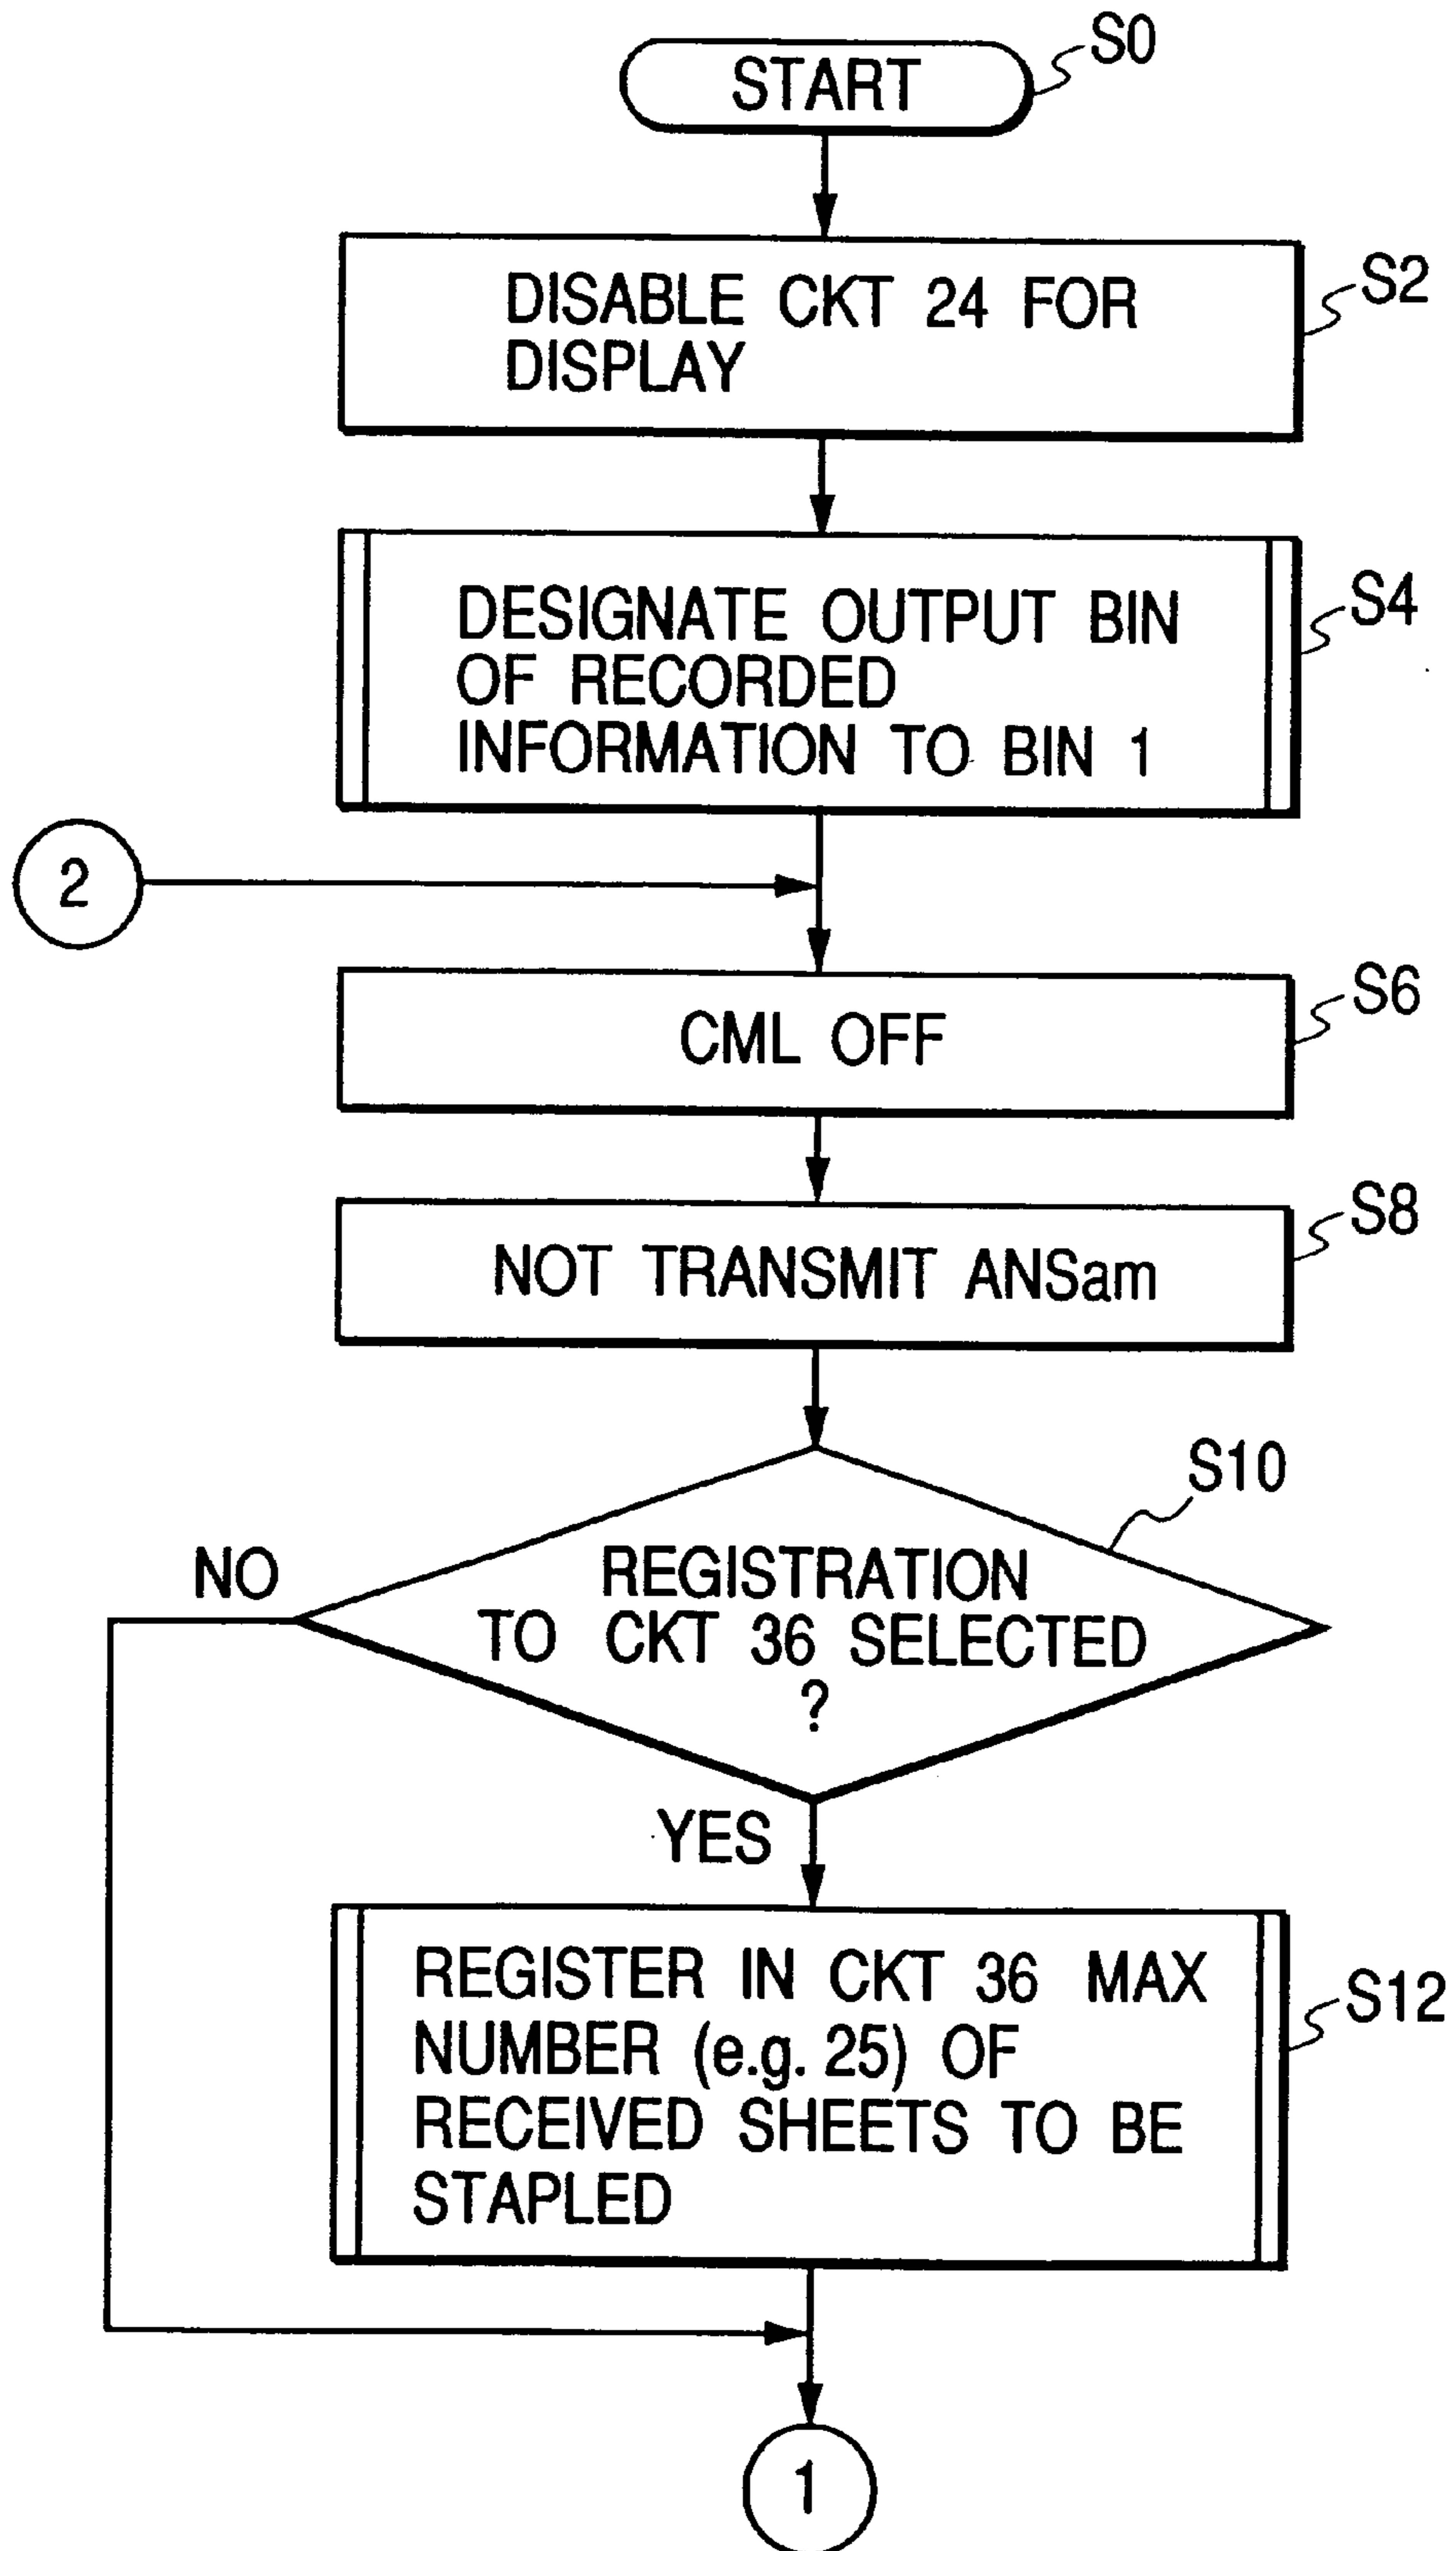 START
S0
DISABLE CKT 24 FOR
DISPLAY
S2
DESIGNATE OUTPUT BIN
OF RECORDED
INFORMATION TO BIN 1
S4
2
CML OFF
S6
NOT TRANSMIT ANSam
S8
REGISTRATION
TO CKT 36 SELECTED
?
S10
NO
YES
REGISTER IN CKT 36 MAX
NUMBER (e.g. 25) OF
RECEIVED SHEETS TO BE
STAPLED
S12
1